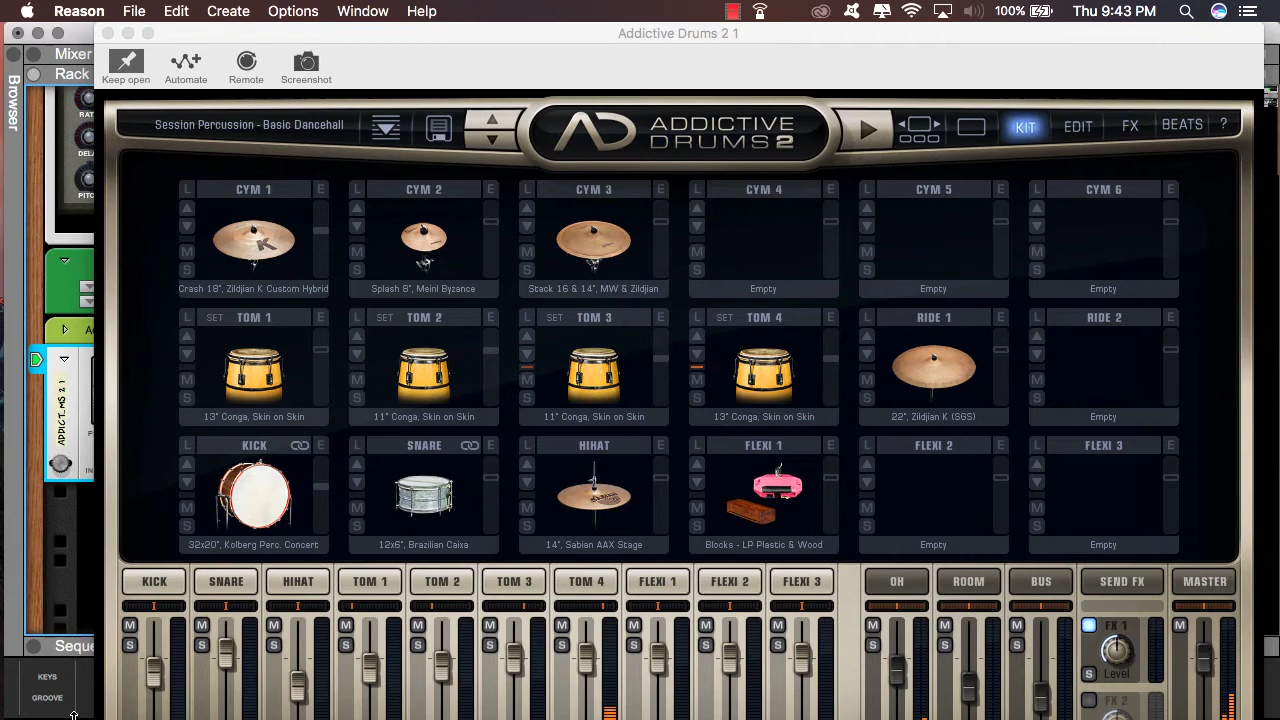 Reason File Edit Create Options Window Help 100% Thu 9:43 PM
Addictive Drums 2 1
Mixer
Rack
Browser
Keep open Automate Remote Screenshot
Session Percussion - Basic Dancehall
ADDICTIVE DRUMS 2
KIT EDIT FX BEATS ?
L CYM 1 E L CYM 2 E L CYM 3 E L CYM 4 E L CYM 5 E L CYM 6 E
M M M M M M
S S S S S S
Crash 18", Zildjian K Custom Hybrid Splash 8", Meinl Byzance Stack 16 & 14", MW & Zildjian Empty Empty Empty
L SET TOM 1 E L SET TOM 2 E L SET TOM 3 E L SET TOM 4 E L RIDE 1 E L RIDE 2 E
M M M M M M
S S S S S S
13" Conga, Skin on Skin 11" Conga, Skin on Skin 11" Conga, Skin on Skin 13" Conga, Skin on Skin 22", Zildjian K (SGS) Empty
L KICK L SNARE L HIHAT E L FLEXI 1 E L FLEXI 2 E L FLEXI 3 E
M M M M M M
S S S S S S
32x20", Kolberg Perc. Concert 12x6", Brazilian Caixa 14", Sabian AAX Stage Blocks - LP Plastic & Wood Empty Empty
ADDICT. MS 2 1
KICK SNARE HIHAT TOM 1 TOM 2 TOM 3 TOM 4 FLEXI 1 FLEXI 2 FLEXI 3 OH ROOM BUS SEND FX MASTER
M M M M M M M M M M M M M FX 1 M
S S S S S S S S S S S S S
S Level
FX 2
Seque
KEYS
GROOVE